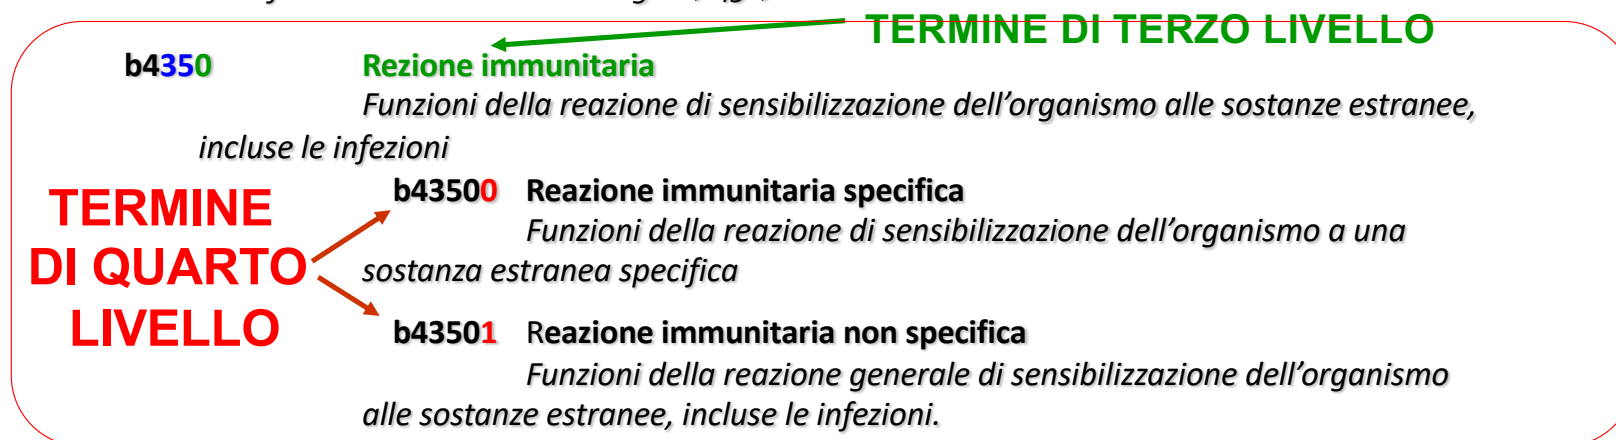 TERMINE DI TERZO LIVELLO
b4350 Rezione immunitaria
Funzioni della reazione di sensibilizzazione dell’organismo alle sostanze estranee,
incluse le infezioni
TERMINE
DI QUARTO
LIVELLO
b43500 Reazione immunitaria specifica
Funzioni della reazione di sensibilizzazione dell’organismo a una
sostanza estranea specifica
b43501 Reazione immunitaria non specifica
Funzioni della reazione generale di sensibilizzazione dell’organismo
alle sostanze estranee, incluse le infezioni.